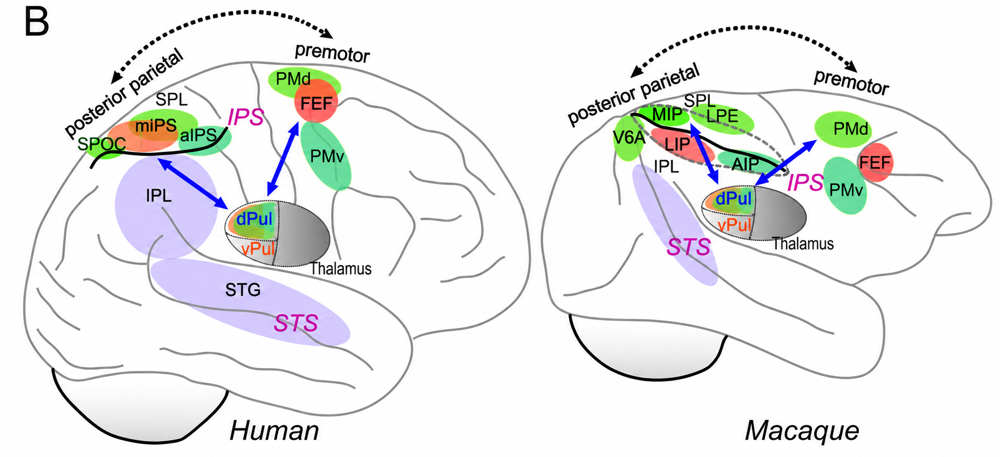 B
posterior parietal
premotor
SPL
IPS
miPS
aIPS
SPOC
PMd
FEF
PMv
IPL
dPul
vPul
Thalamus
STG
STS
Human
posterior parietal
premotor
SPL
MIP
LPE
V6A
LIP
IPL
AIP
IPS
PMd
FEF
PMv
dPul
vPul
Thalamus
STS
Macaque